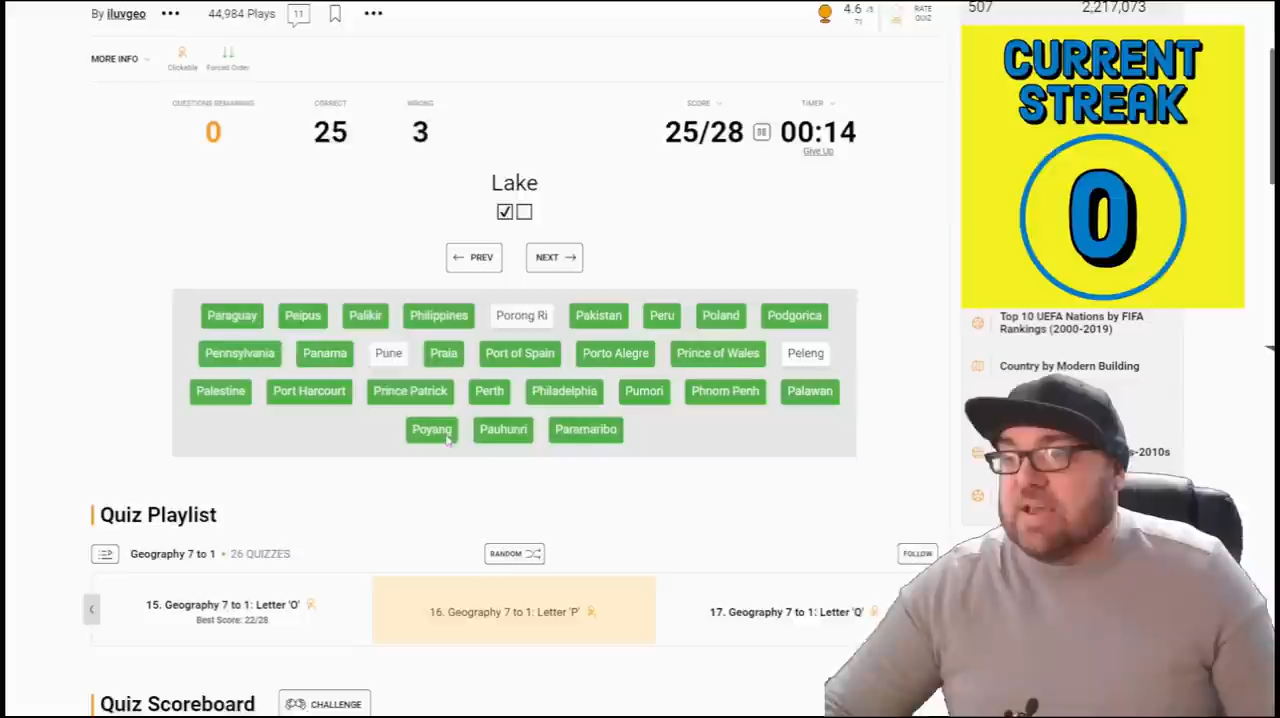 By iluvgeo ••• 44,984 Plays 11 •••
4.6 /5
71
RATE
QUIZ
507 2,217,073
MORE INFO
Clickable Forced Order
CURRENT
STREAK
0
QUESTIONS REMAINING CORRECT WRONG SCORE TIMER
0 25 3 25/28 00:14
Give Up
Lake
← PREV NEXT →
Paraguay Peipus Palikir Philippines Porong Ri Pakistan Peru Poland Podgorica
Pennsylvania Panama Pune Praia Port of Spain Porto Alegre Prince of Wales Peleng
Palestine Port Harcourt Prince Patrick Perth Philadelphia Pumori Phnom Penh Palawan
Poyang Pauhunri Paramaribo
Top 10 UEFA Nations by FIFA
Rankings (2000-2019)
Country by Modern Building
s-2010s
Quiz Playlist
Geography 7 to 1 • 26 QUIZZES RANDOM FOLLOW
15. Geography 7 to 1: Letter 'O'
Best Score: 22/28
16. Geography 7 to 1: Letter 'P'
17. Geography 7 to 1: Letter 'Q'
Quiz Scoreboard CHALLENGE